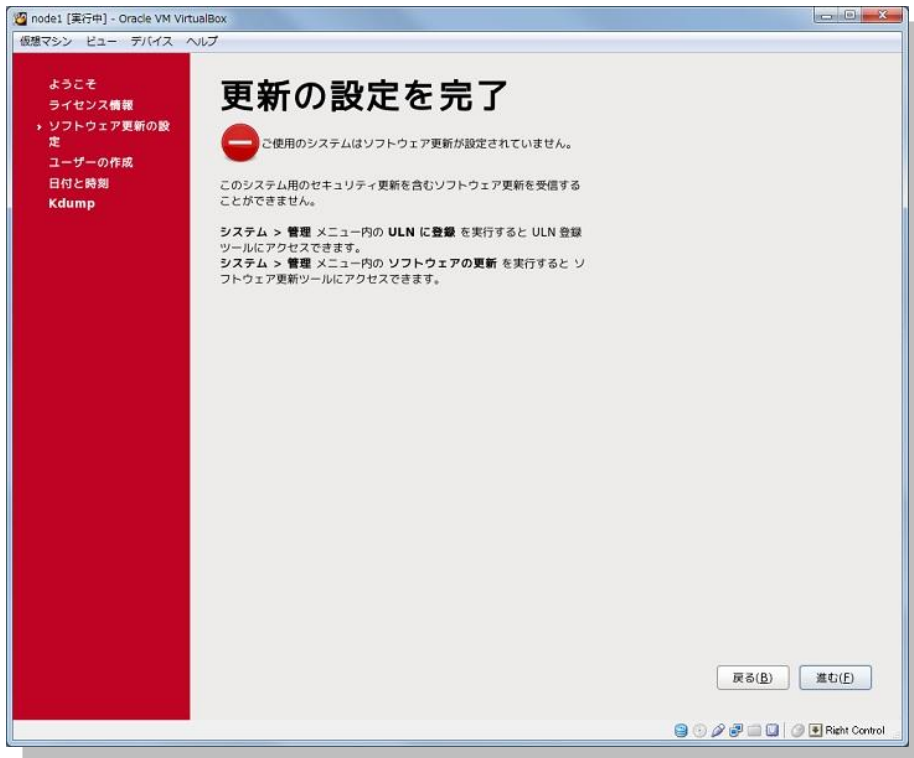 node1 [実行中] - Oracle VM VirtualBox
仮想マシン ビュー デバイス ヘルプ
ようこそ
ライセンス情報
› ソフトウェア更新の設
定
ユーザーの作成
日付と時刻
Kdump
更新の設定を完了
ご使用のシステムはソフトウェア更新が設定されていません。
このシステム用のセキュリティ更新を含むソフトウェア更新を受信する
ことができません。
システム > 管理 メニュー内の ULN に登録 を実行すると ULN 登録
ツールにアクセスできます。
システム > 管理 メニュー内の ソフトウェアの更新 を実行すると ソ
フトウェア更新ツールにアクセスできます。
戻る(B) 進む(F)
Right Control